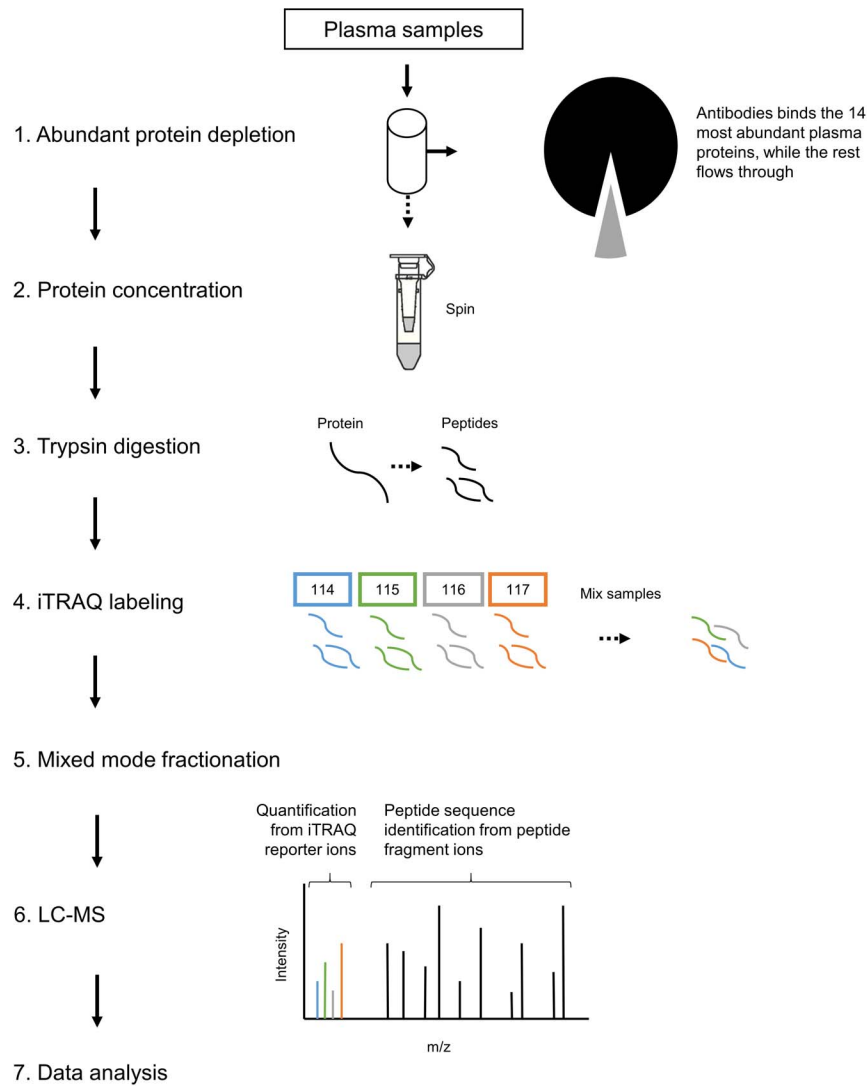 Plasma samples
1. Abundant protein depletion
Antibodies binds the 14
most abundant plasma
proteins, while the rest
flows through
2. Protein concentration
Spin
3. Trypsin digestion
Protein
Peptides
4. iTRAQ labeling
114
115
116
117
Mix samples
5. Mixed mode fractionation
Quantification
from iTRAQ
reporter ions
Peptide sequence
identification from peptide
fragment ions
6. LC-MS
Intensity
m/z
7. Data analysis